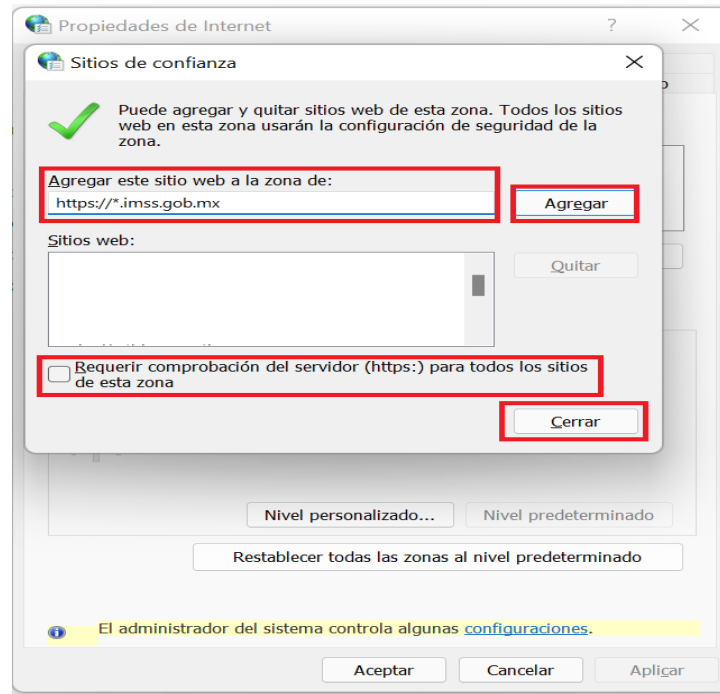 Propiedades de Internet
Sitios de confianza
Puede agregar y quitar sitios web de esta zona. Todos los sitios
web en esta zona usarán la configuración de seguridad de la
zona.
Agregar este sitio web a la zona de:
https://*.imss.gob.mx
Agregar
Sitios web:
Quitar
Requerir comprobación del servidor (https:) para todos los sitios
de esta zona
Cerrar
Nivel personalizado...
Nivel predeterminado
Restablecer todas las zonas al nivel predeterminado
El administrador del sistema controla algunas configuraciones.
Aceptar
Cancelar
Aplicar